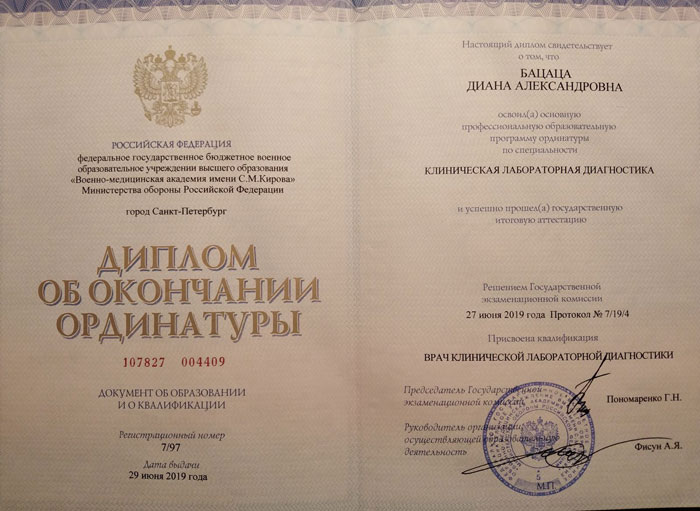 РОССИЙСКАЯ ФЕДЕРАЦИЯ
федеральное государственное бюджетное военное
образовательное учреждении высшего образования
«Военно-медицинская академия имени С.М.Кирова»
Министерства обороны Российской Федерации
город Санкт-Петербург
ДИПЛОМ
ОБ ОКОНЧАНИИ
ОРДИНАТУРЫ
107827 004409
ДОКУМЕНТ ОБ ОБРАЗОВАНИИ
И О КВАЛИФИКАЦИИ
Регистрационный номер
7/97
Дата выдачи
29 июня 2019 года
Настоящий диплом свидетельствует
о том, что
БАЦАЦА
ДИАНА АЛЕКСАНДРОВНА
освоил(а) основную
профессиональную образовательную
программу ординатуры
по специальности
КЛИНИЧЕСКАЯ ЛАБОРАТОРНАЯ ДИАГНОСТИКА
и успешно прошел(а) государственную
итоговую аттестацию
Решением Государственной
экзаменационной комиссии
27 июня 2019 года Протокол № 7/19/4
Присвоена квалификация
ВРАЧ КЛИНИЧЕСКОЙ ЛАБОРАТОРНОЙ ДИАГНОСТИКИ
Председатель Государственной
экзаменационной комиссии
Пономаренко Г.Н.
Руководитель организации,
осуществляющей образовательную
деятельность
Фисун А.Я.
5
М.П.